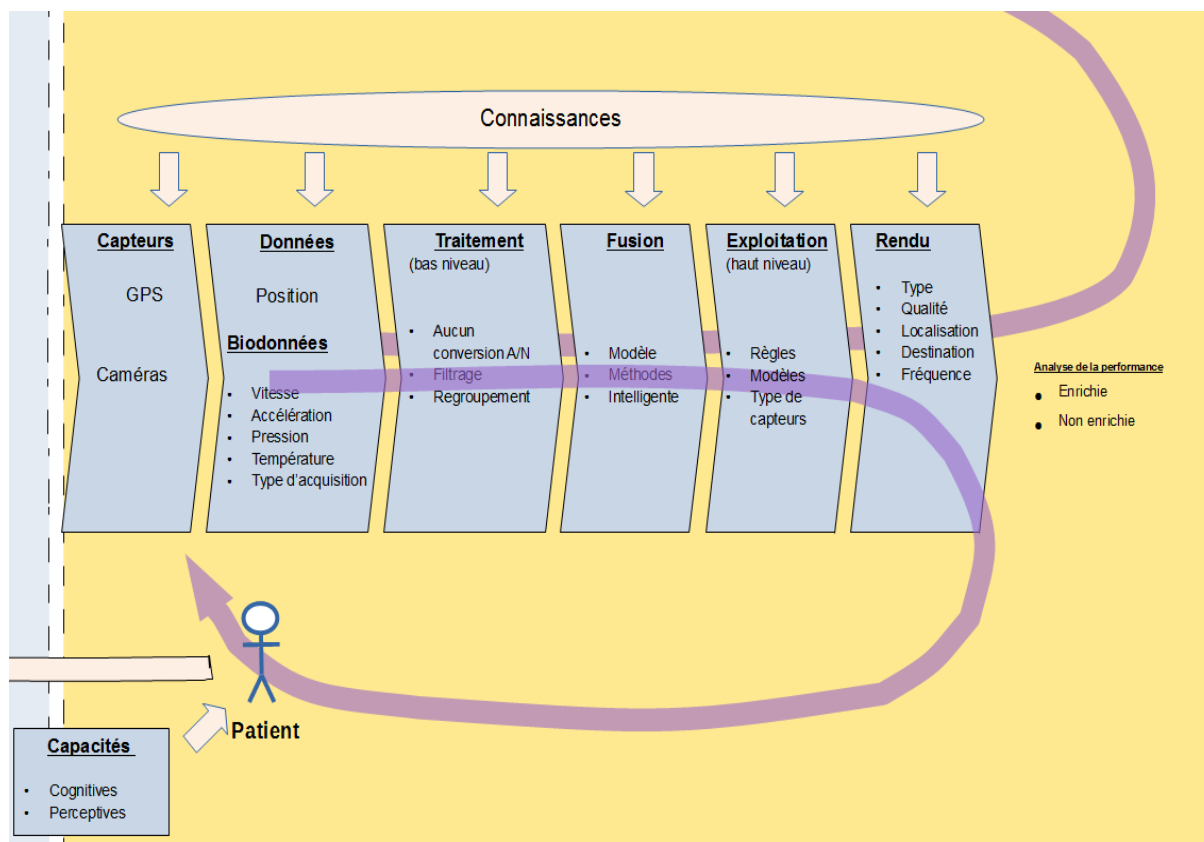 Connaissances
Capteurs
GPS
Caméras
Données
Position
Biodonnées
• Vitesse
• Accélération
• Pression
• Température
• Type d'acquisition
Traitement
(bas niveau)
• Aucun
conversion A/N
• Filtrage
• Regroupement
Fusion
• Modèle
• Méthodes
• Intelligente
Exploitation
(haut niveau)
• Règles
• Modèles
• Type de
capteurs
Rendu
• Type
• Qualité
• Localisation
• Destination
• Fréquence
Analyse de la performance
• Enrichie
• Non enrichie
Patient
Capacités
• Cognitives
• Perceptives